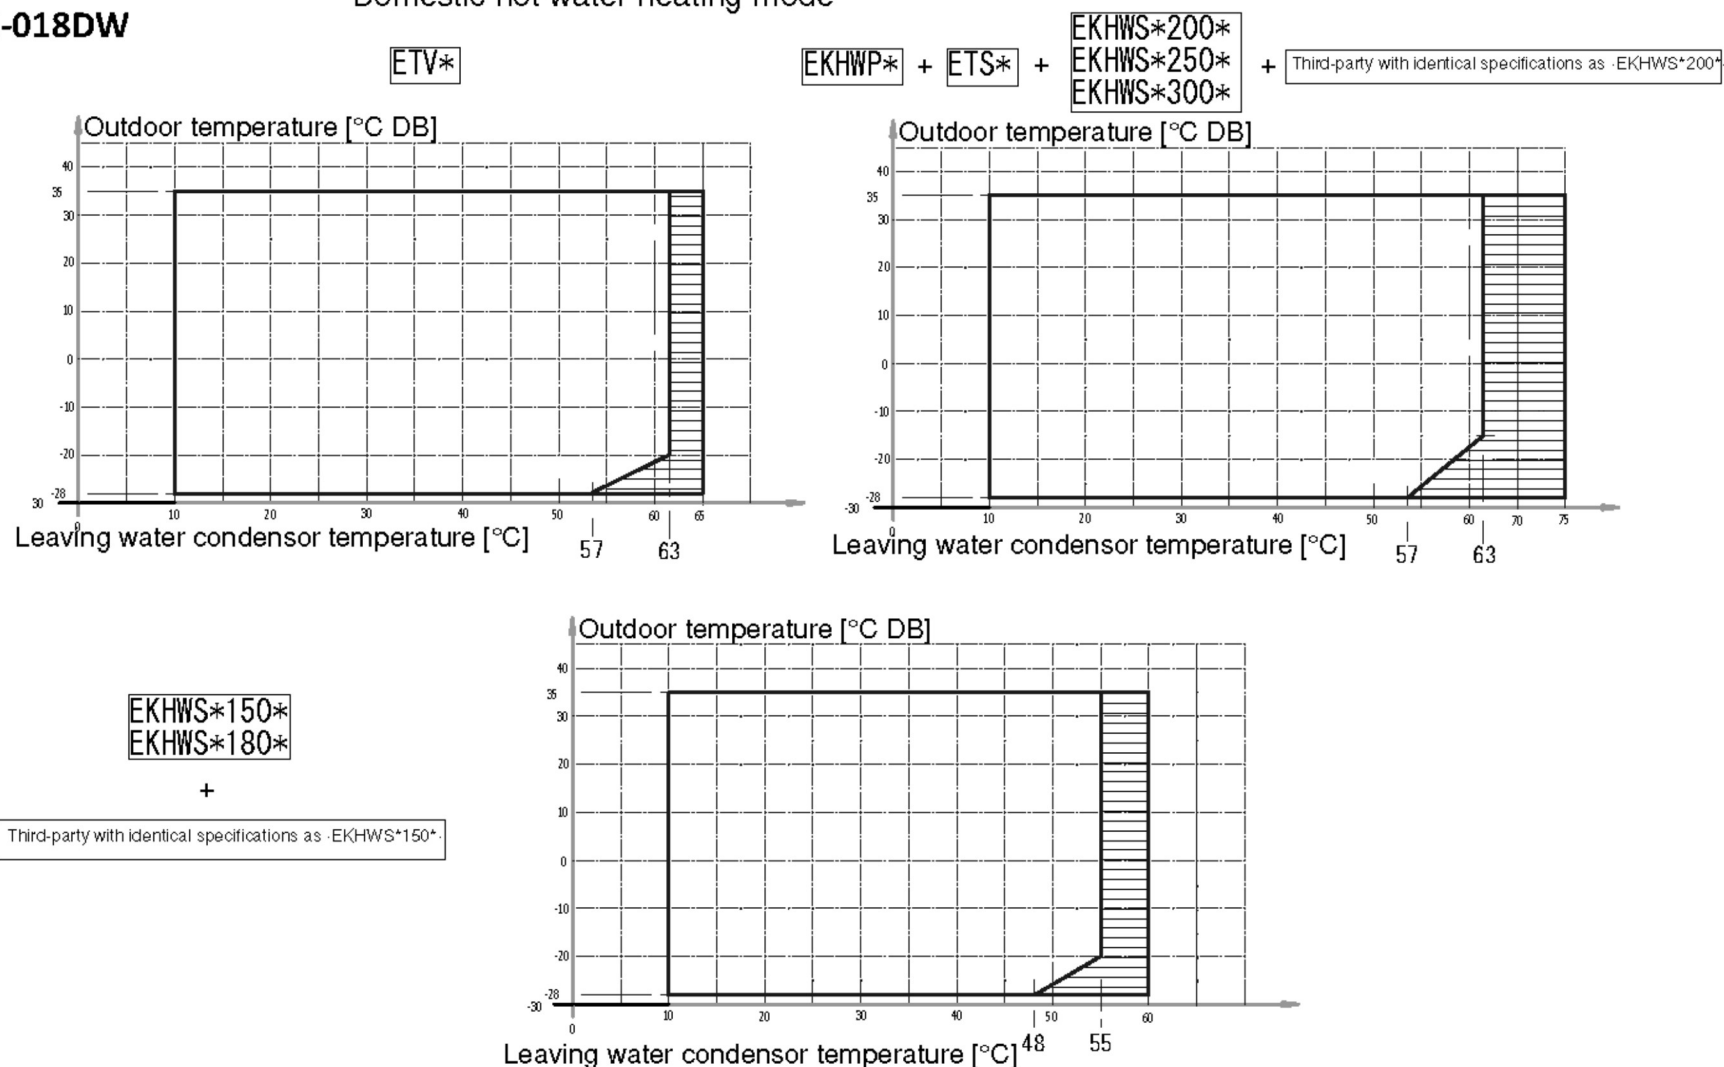 Domestic hot water heating mode
-018DW
ETV*
EKHWP* + ETS* + EKHWS*200* EKHWS*250* EKHWS*300* + Third-party with identical specifications as ·EKHWS*200*
Outdoor temperature [°C DB]
40
35
30
20
10
0
-10
-20
-28
30
0 10 20 30 40 50 60 65
57 63
Leaving water condensor temperature [°C]
Outdoor temperature [°C DB]
40
35
30
20
10
0
-10
-20
-28
-30
0 10 20 30 40 50 60 70 75
57 63
Leaving water condensor temperature [°C]
EKHWS*150*
EKHWS*180*
+
Third-party with identical specifications as ·EKHWS*150*·
Outdoor temperature [°C DB]
40
35
30
20
10
0
-10
-20
-28
-30
0 10 20 30 40 50 60
48 55
Leaving water condensor temperature [°C]